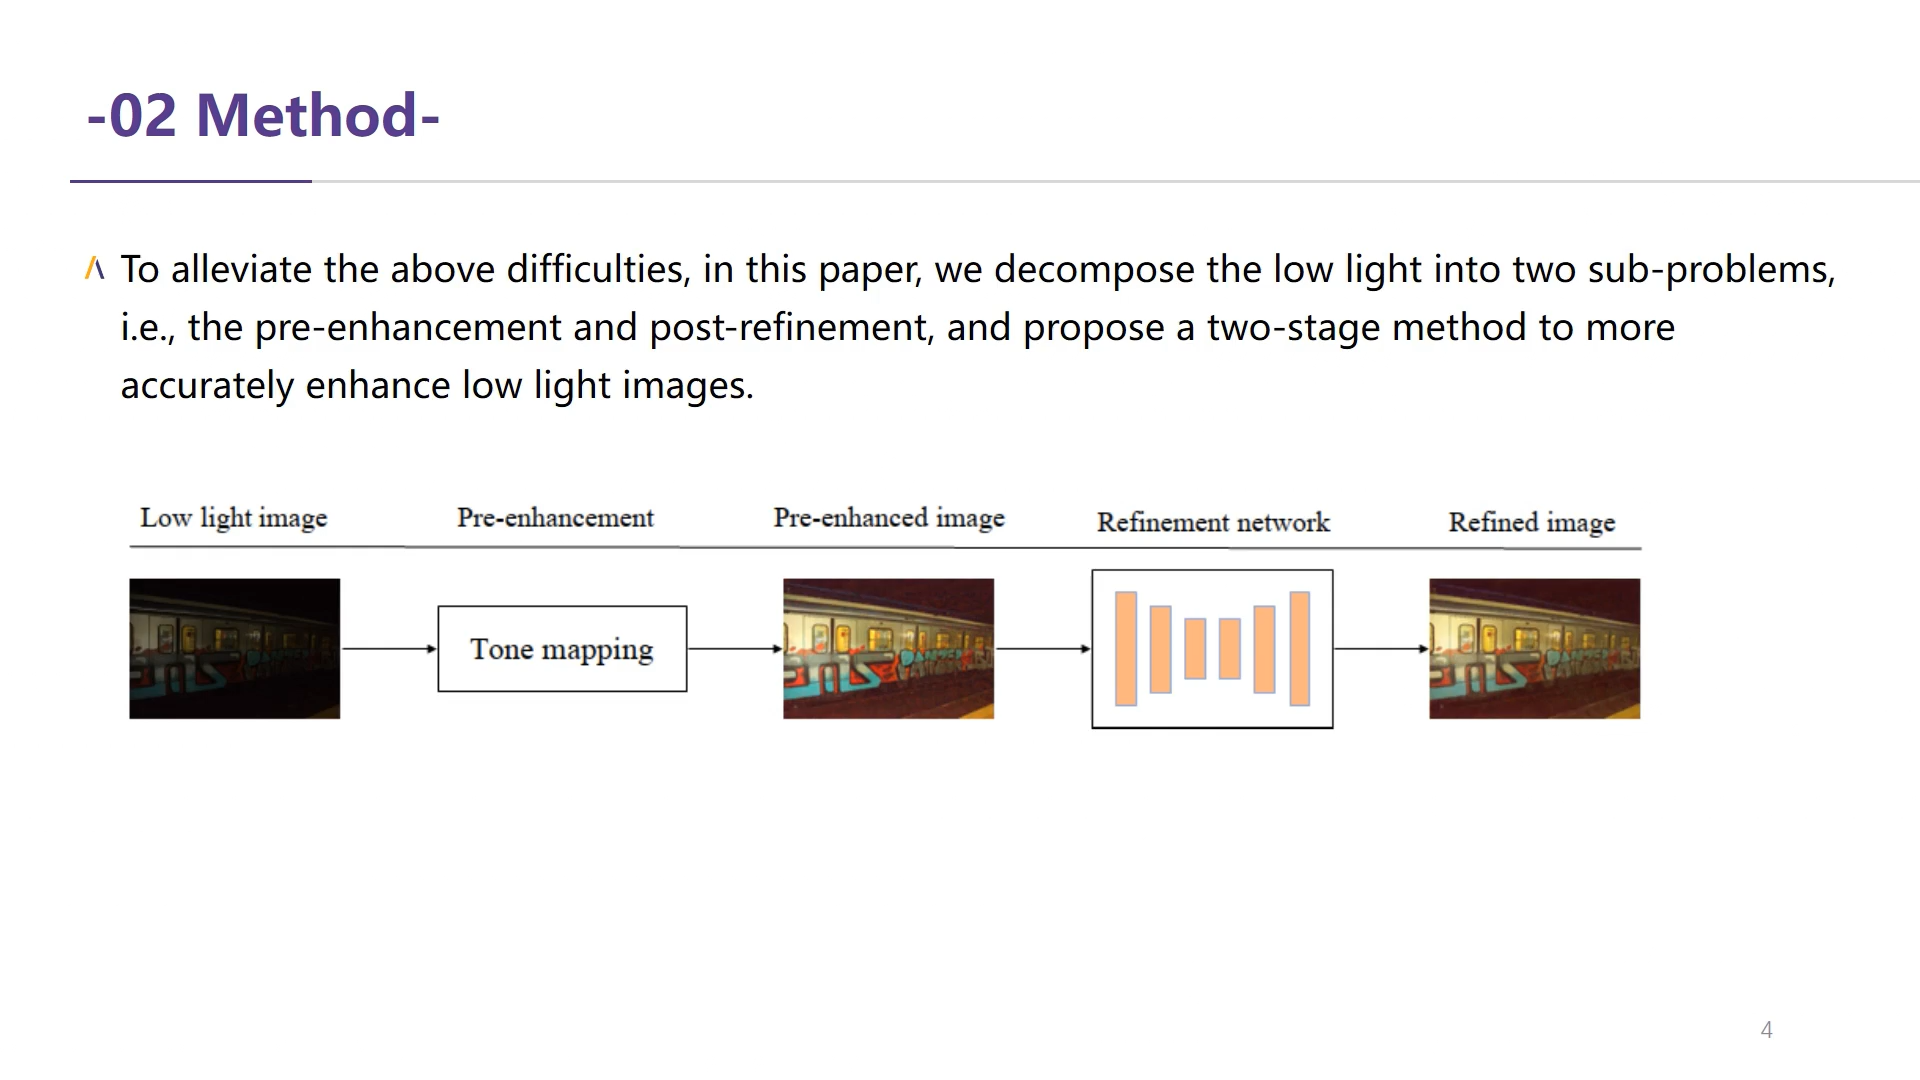 -02 Method-
To alleviate the above difficulties, in this paper, we decompose the low light into two sub-problems,
i.e., the pre-enhancement and post-refinement, and propose a two-stage method to more
accurately enhance low light images.
Low light image Pre-enhancement Pre-enhanced image Refinement network Refined image
Tone mapping
4